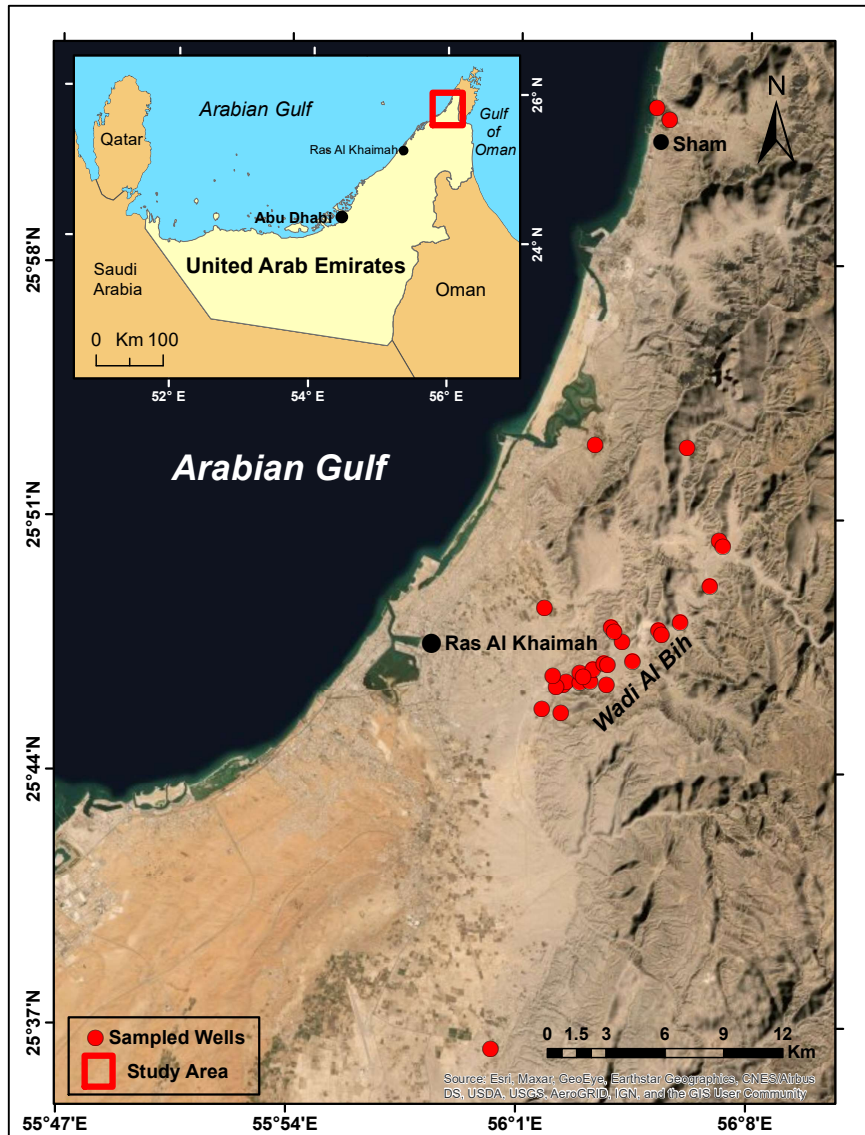 Arabian Gulf
26° N
Qatar
Gulf
of
Oman
Ras Al Khaimah
Abu Dhabi
24° N
United Arab Emirates
Saudi
Arabia
Oman
0 Km 100
52° E
54° E
56° E
N
Sham
25°58'N
Arabian Gulf
25°51'N
Ras Al Khaimah
Wadi Al Bih
25°44'N
25°37'N
Sampled Wells
Study Area
0 1.5 3 6 9 12
Km
Source: Esri, Maxar, GeoEye, Earthstar Geographics, CNES/Airbus
DS, USDA, USGS, AeroGRID, IGN, and the GIS User Community
55°47'E
55°54'E
56°1'E
56°8'E